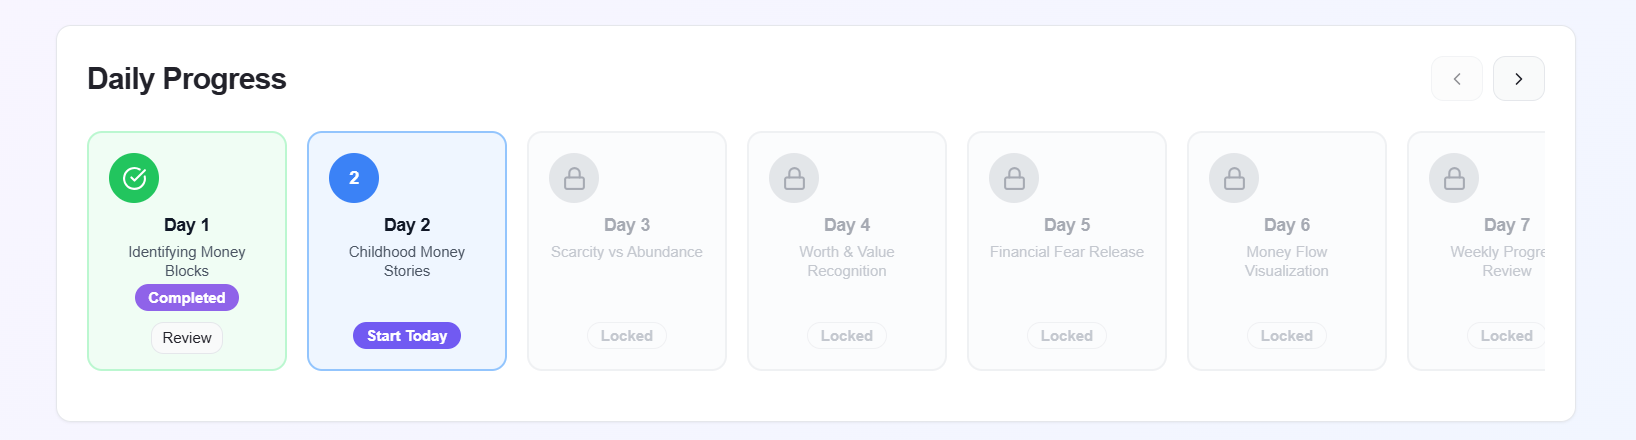 Daily Progress
2
Day 1
Identifying Money
Blocks
Completed
Review
Day 2
Childhood Money
Stories
Start Today
Day 3
Scarcity vs Abundance
Locked
Day 4
Worth & Value
Recognition
Locked
Day 5
Financial Fear Release
Locked
Day 6
Money Flow
Visualization
Locked
Day 7
Weekly Progre
Review
Locked